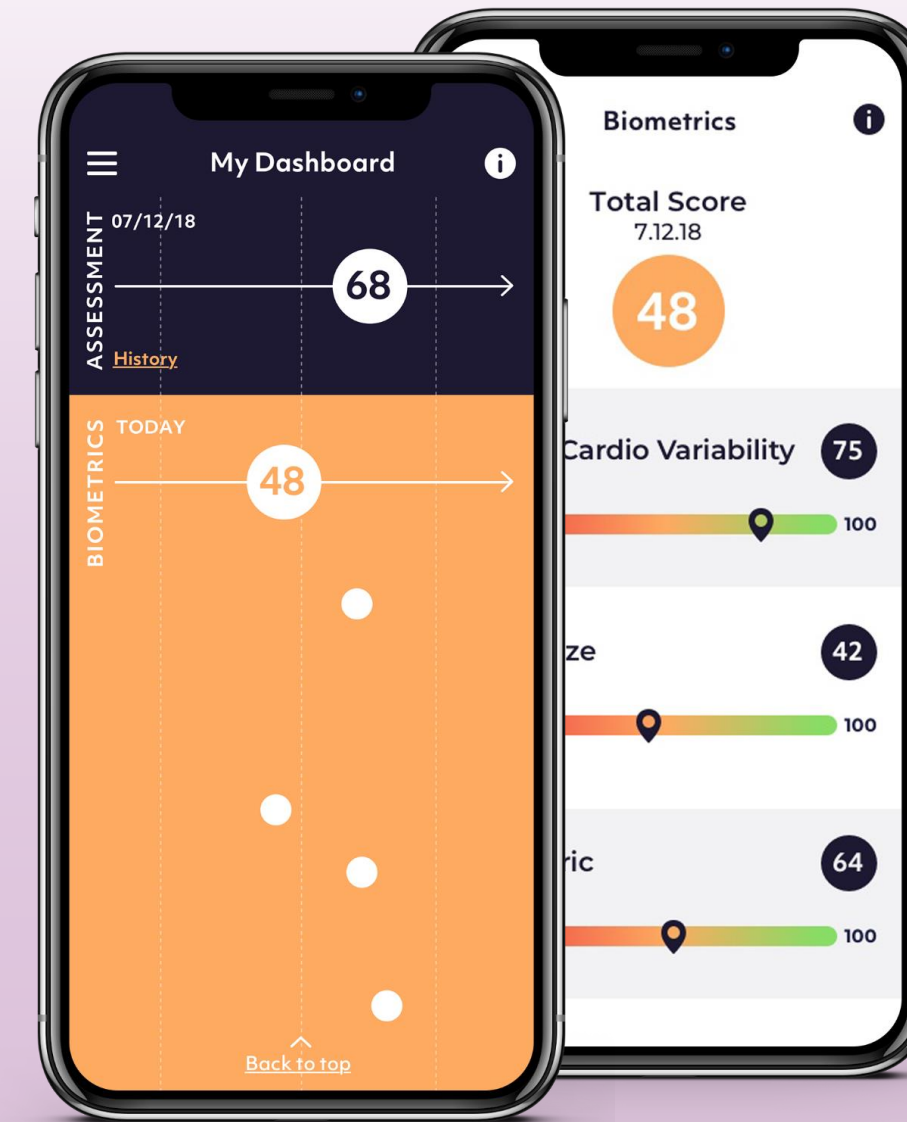 My Dashboard
ASSESSMENT
07/12/18
68
History
BIOMETRICS
TODAY
48
Back to top
Biometrics
Total Score
7.12.18
48
Cardio Variability
75
100
ze
42
100
ric
64
100